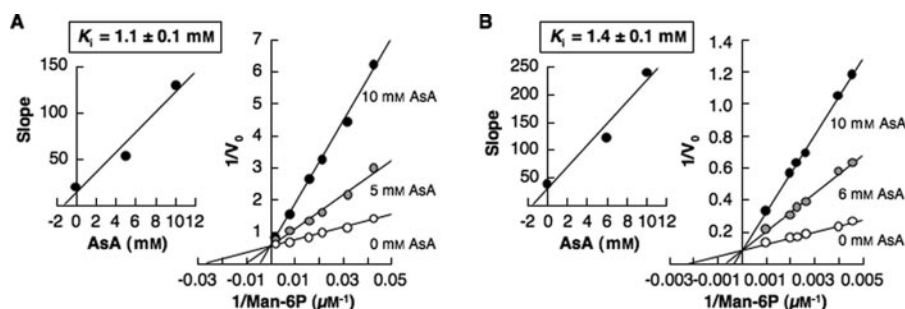 A
Ki = 1.1 ± 0.1 mM
150
100
50
Slope
-2 0 2 4 6 8 10 12
AsA (mM)
7
6
5
4
3
2
1
1/V0
10 mM AsA
5 mM AsA
0 mM AsA
-0.03 -0.01 0.01 0.03 0.05
1/Man-6P (µM⁻¹)
B
Ki = 1.4 ± 0.1 mM
250
200
150
100
50
Slope
-2 0 2 4 6 8 10 12
AsA (mM)
1.4
1.2
1.0
0.8
0.6
0.4
0.2
1/V0
10 mM AsA
6 mM AsA
0 mM AsA
-0.003 -0.001 0.001 0.003 0.005
1/Man-6P (µM⁻¹)